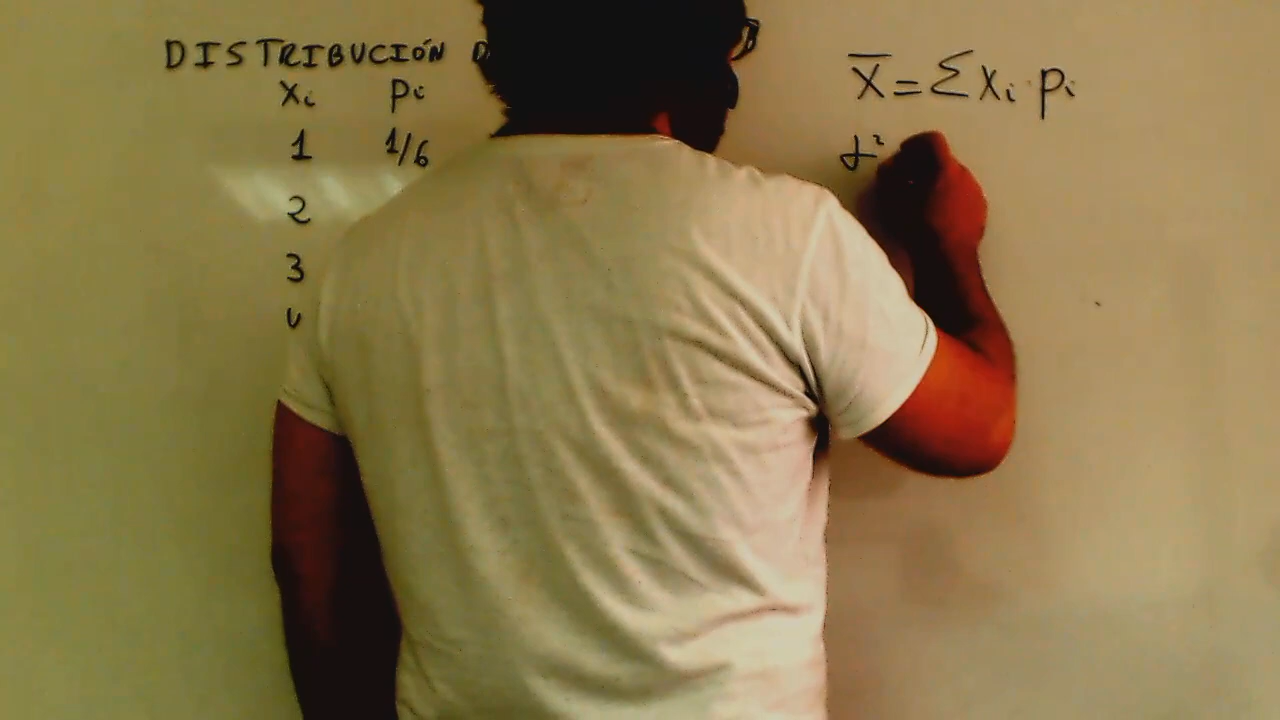 DISTRIBUCIÓN D
xi pi
1 1/6
2
3
X̄ = Σ xi · pi